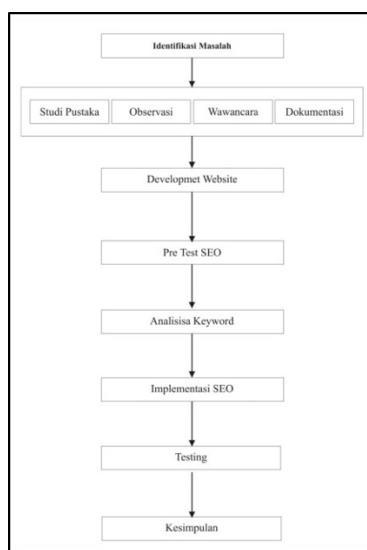 Identifikasi Masalah
Studi Pustaka Observasi Wawancara Dokumentasi
Developmet Website
Pre Test SEO
Analisisa Keyword
Implementasi SEO
Testing
Kesimpulan